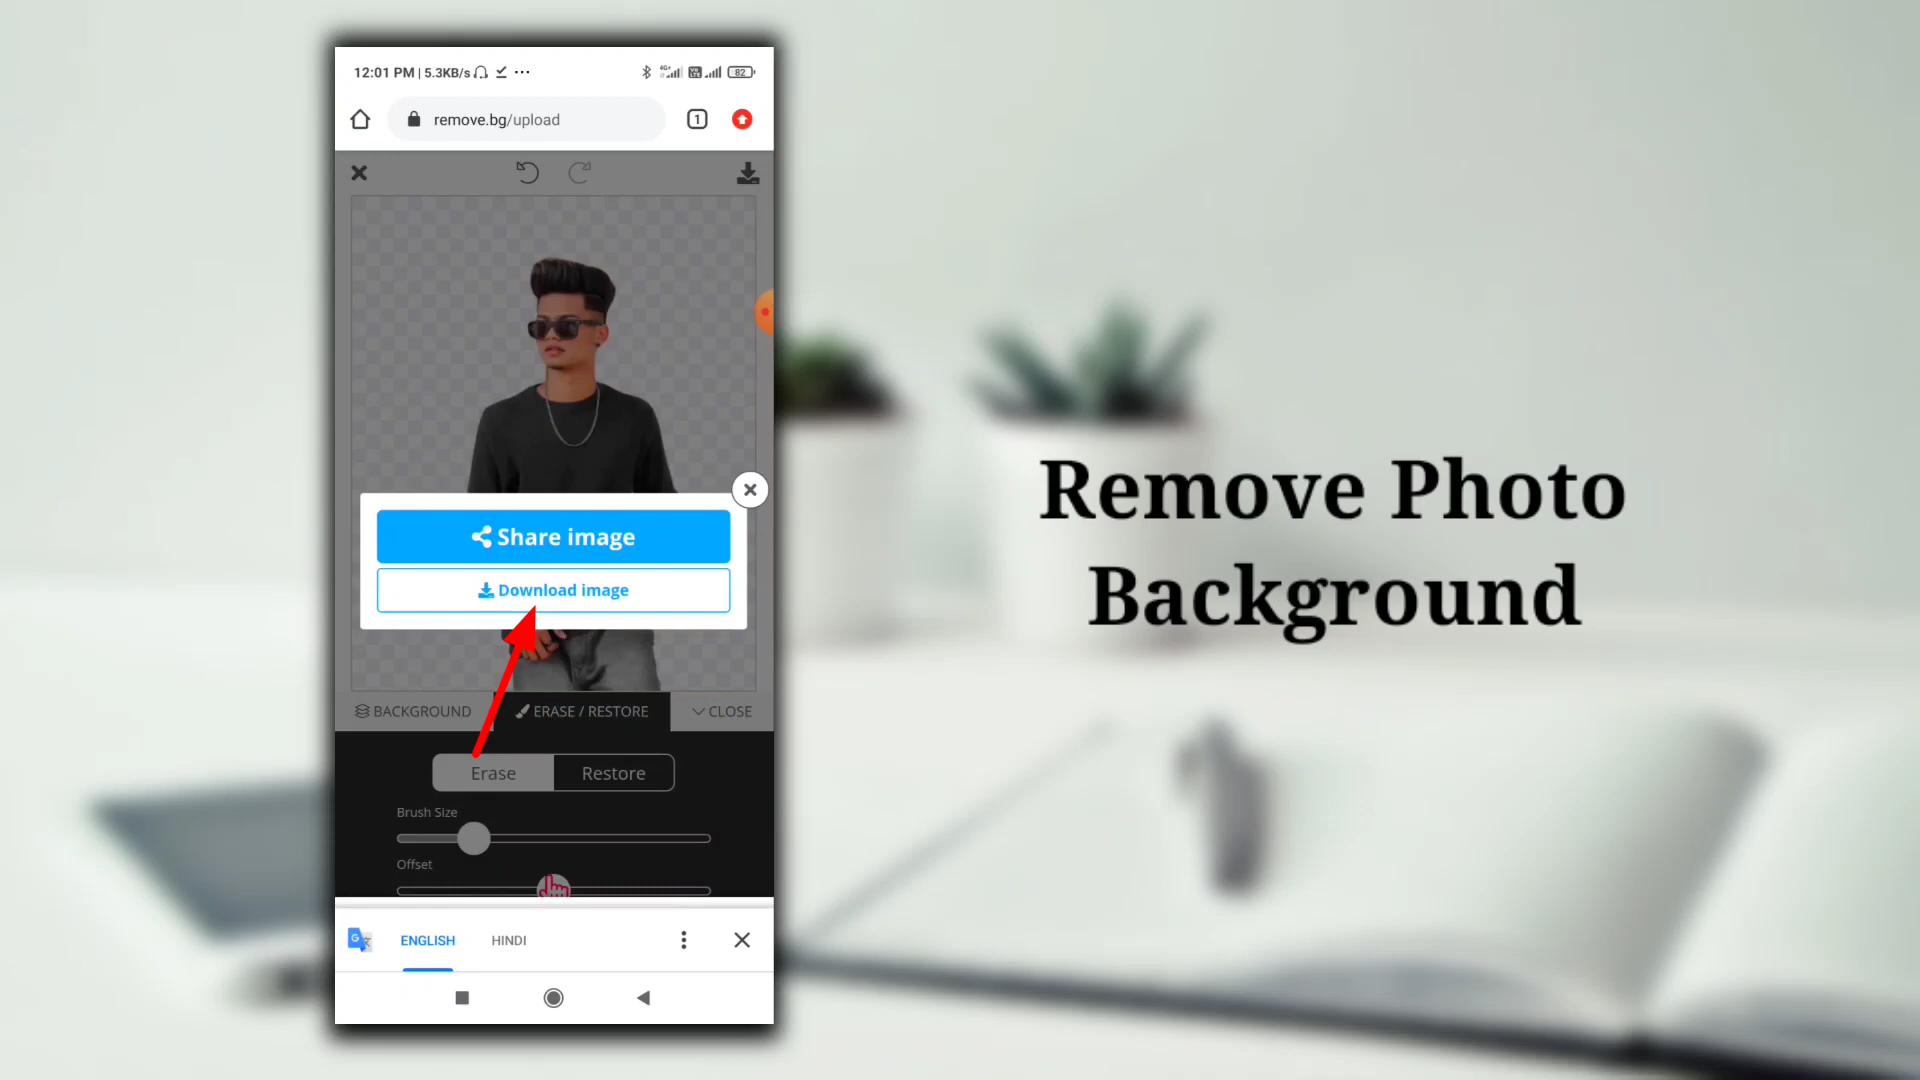 12:01 PM | 5.3KB/s ...
82
remove.bg/upload
1
Share image
Download image
BACKGROUND
ERASE / RESTORE
CLOSE
Erase
Restore
Brush Size
Offset
ENGLISH
HINDI
Remove Photo
Background